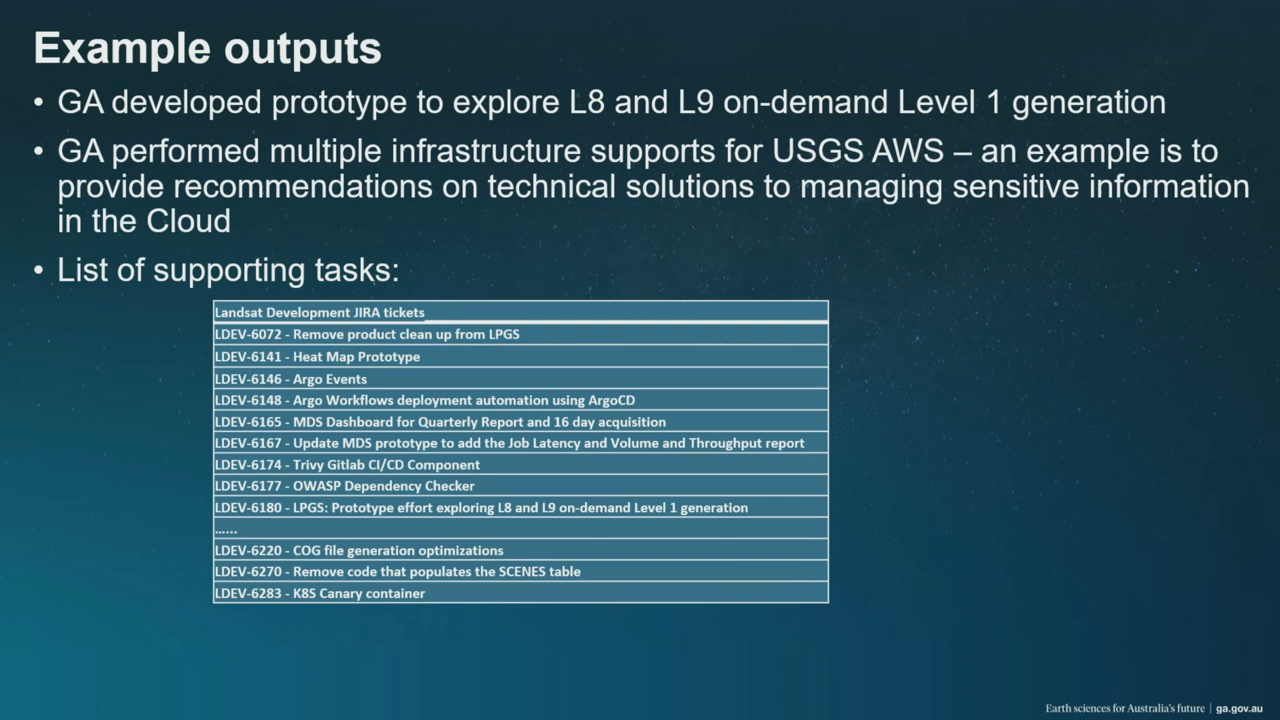 Example outputs
• GA developed prototype to explore L8 and L9 on-demand Level 1 generation
• GA performed multiple infrastructure supports for USGS AWS – an example is to
provide recommendations on technical solutions to managing sensitive information
in the Cloud
• List of supporting tasks:
Landsat Development JIRA tickets
LDEV-6072 - Remove product clean up from LPGS
LDEV-6141 - Heat Map Prototype
LDEV-6146 - Argo Events
LDEV-6148 - Argo Workflows deployment automation using ArgoCD
LDEV-6165 - MDS Dashboard for Quarterly Report and 16 day acquisition
LDEV-6167 - Update MDS prototype to add the Job Latency and Volume and Throughput report
LDEV-6174 - Trivy Gitlab CI/CD Component
LDEV-6177 - OWASP Dependency Checker
LDEV-6180 - LPGS: Prototype effort exploring L8 and L9 on-demand Level 1 generation
......
LDEV-6220 - COG file generation optimizations
LDEV-6270 - Remove code that populates the SCENES table
LDEV-6283 - K8S Canary container
Earth sciences for Australia's future | ga.gov.au